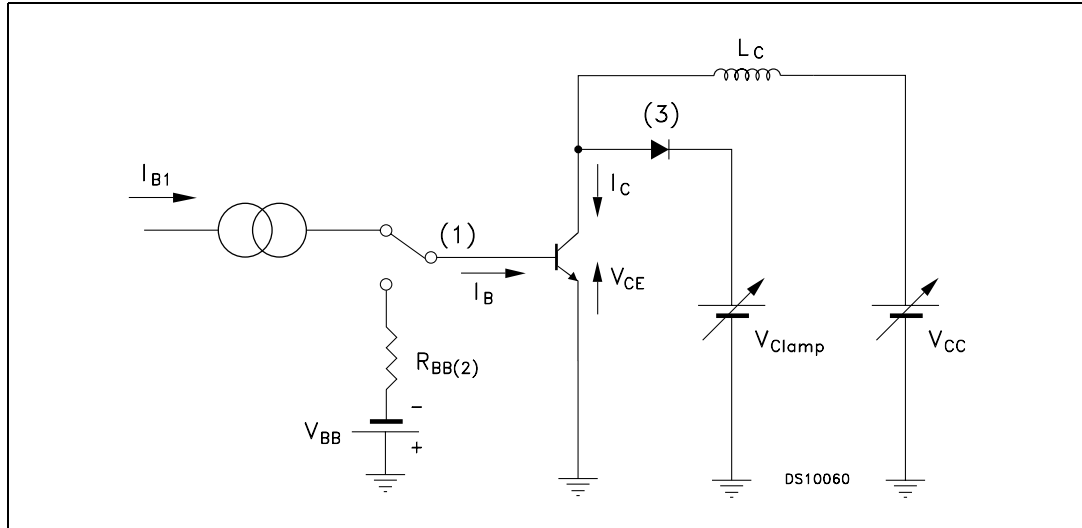 L_C
(3)
I_B1
I_C
(1)
I_B
V_CE
R_BB(2)
V_Clamp
V_CC
V_BB
-
+
DS10060